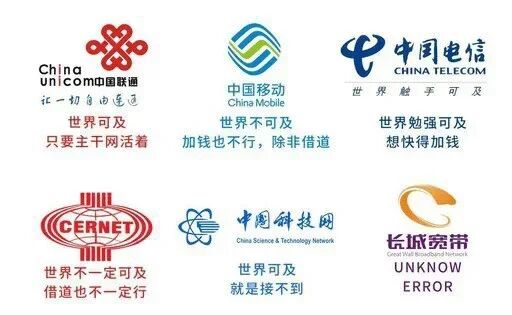 China
unicom中国联通
让一切自由连通
世界可及
只要主干网活着
中国移动
China Mobile
世界不可及
加钱也不行，除非借道
中国电信
CHINA TELECOM
世界触手可及
世界勉强可及
想快得加钱
CERNET
世界不一定可及
借道也不一定行
中国科技网
China Science & Technology Network
世界可及
就是接不到
长城宽带
Great Wall Broadband Network
UNKNOW
ERROR